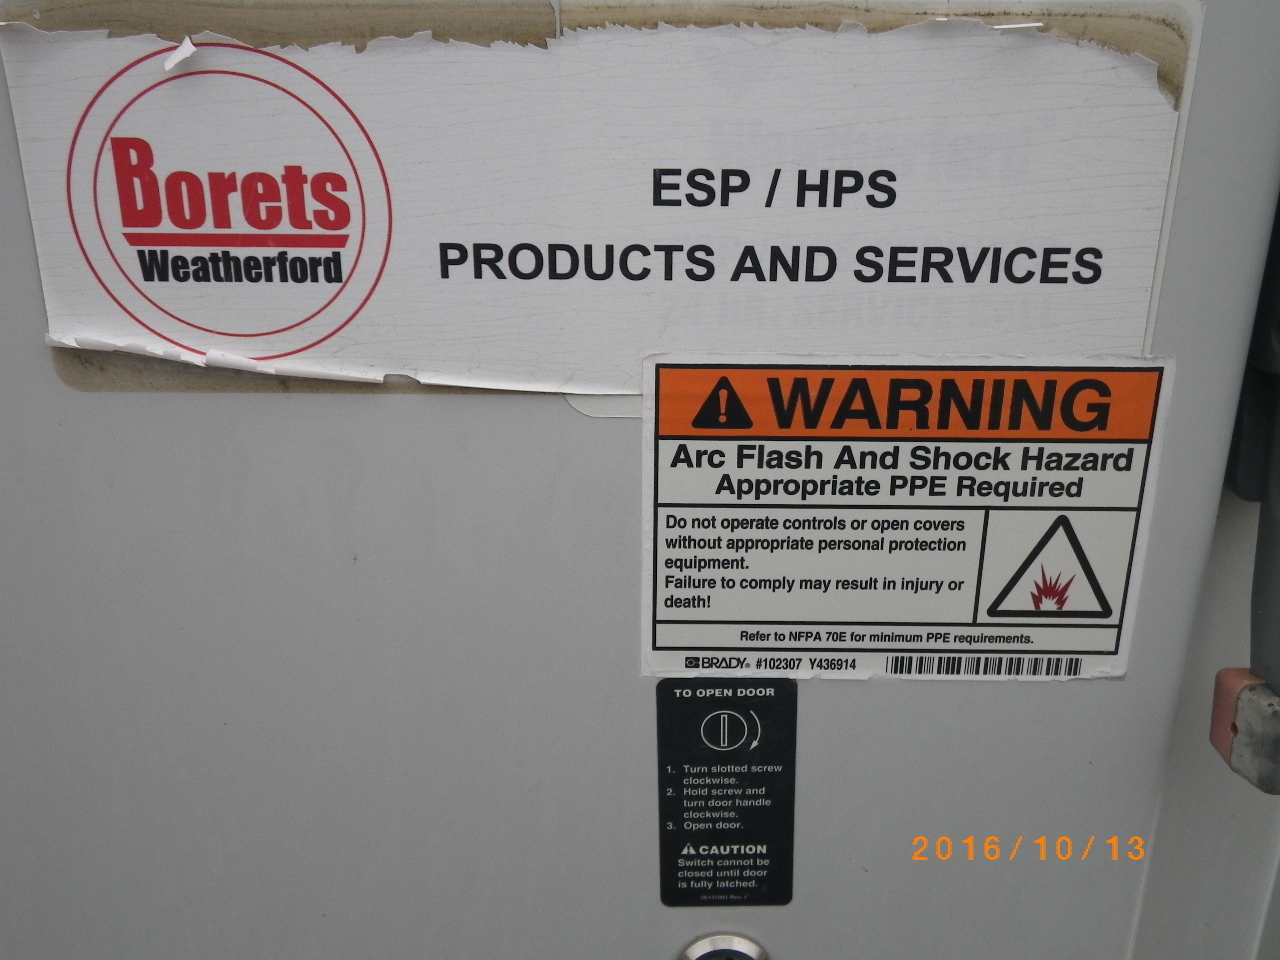 Borets
Weatherford
ESP / HPS
PRODUCTS AND SERVICES
WARNING
Arc Flash And Shock Hazard
Appropriate PPE Required
Do not operate controls or open covers
without appropriate personal protection
equipment.
Failure to comply may result in injury or
death!
Refer to NFPA 70E for minimum PPE requirements.
BRADY® #102307 Y436914
TO OPEN DOOR
1. Turn slotted screw
clockwise.
2. Hold screw and
turn door handle
clockwise.
3. Open door.
CAUTION
Switch cannot be
closed until door
is fully latched.
2016/10/13